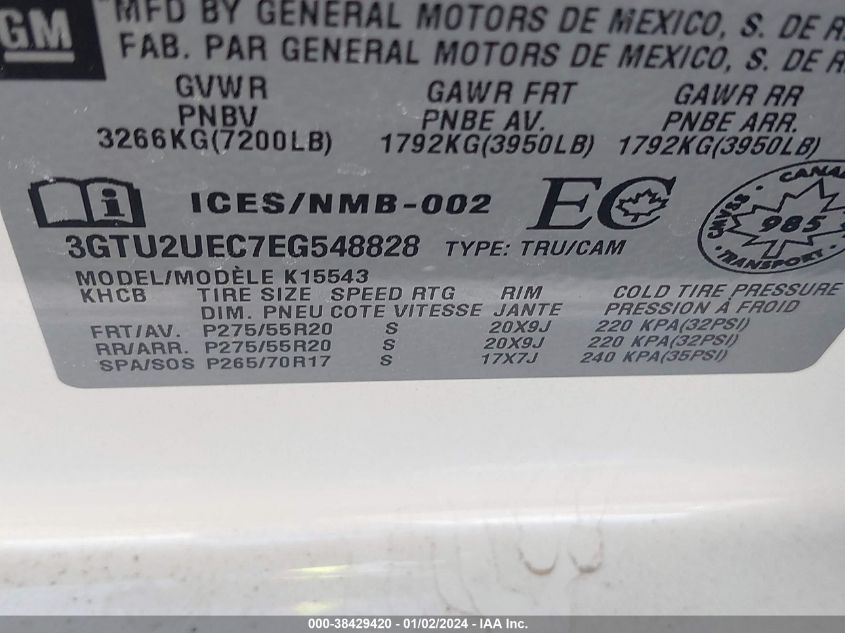 GM
MFD BY GENERAL MOTORS DE MEXICO, S. DE
FAB. PAR GENERAL MOTORS DE MEXICO, S. DE
GVWR GAWR FRT GAWR RR
PNBV PNBE AV. PNBE ARR.
3266KG(7200LB) 1792KG(3950LB) 1792KG(3950LB)
i ICES/NMB-002 EC
985
TRANSPORT
3GTU2UEC7EG548828 TYPE: TRU/CAM
MODEL/MODÈLE K15543
KHCB TIRE SIZE SPEED RTG RIM COLD TIRE PRESSURE
DIM. PNEU COTE VITESSE JANTE PRESSION À FROID
FRT/AV. P275/55R20 S 20X9J 220 KPA(32PSI)
RR/ARR. P275/55R20 S 20X9J 220 KPA(32PSI)
SPA/SOS P265/70R17 S 17X7J 240 KPA(35PSI)
000-38429420 - 01/02/2024 - IAA Inc.